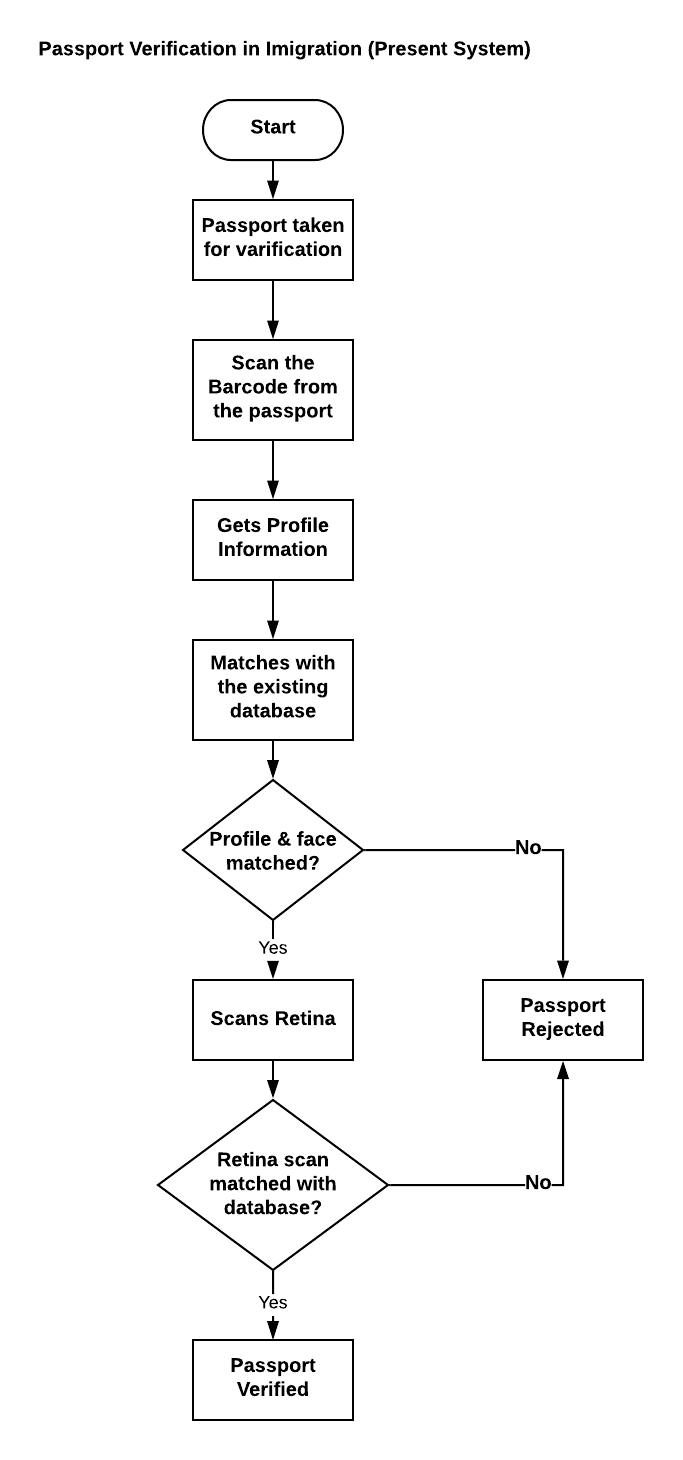 Passport Verification in Imigration (Present System)
Start
Passport taken
for varification
Scan the
Barcode from
the passport
Gets Profile
Information
Matches with
the existing
database
Profile & face
matched?
No
Yes
Scans Retina
Passport
Rejected
Retina scan
matched with
database?
No
Yes
Passport
Verified